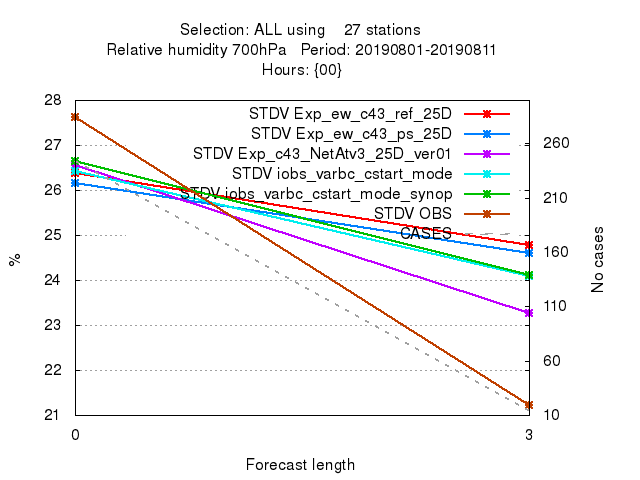 Selection: ALL using 27 stations
Relative humidity 700hPa Period: 20190801-20190811
Hours: {00}
28
27
26
25
24
23
22
21
%
260
210
160
110
60
10
No cases
STDV Exp_ew_c43_ref_25D
STDV Exp_ew_c43_ps_25D
STDV Exp_c43_NetAtv3_25D_ver01
STDV iobs_varbc_cstart_mode
STDV iobs_varbc_cstart_mode_synop
STDV OBS
CASES
0 3
Forecast length